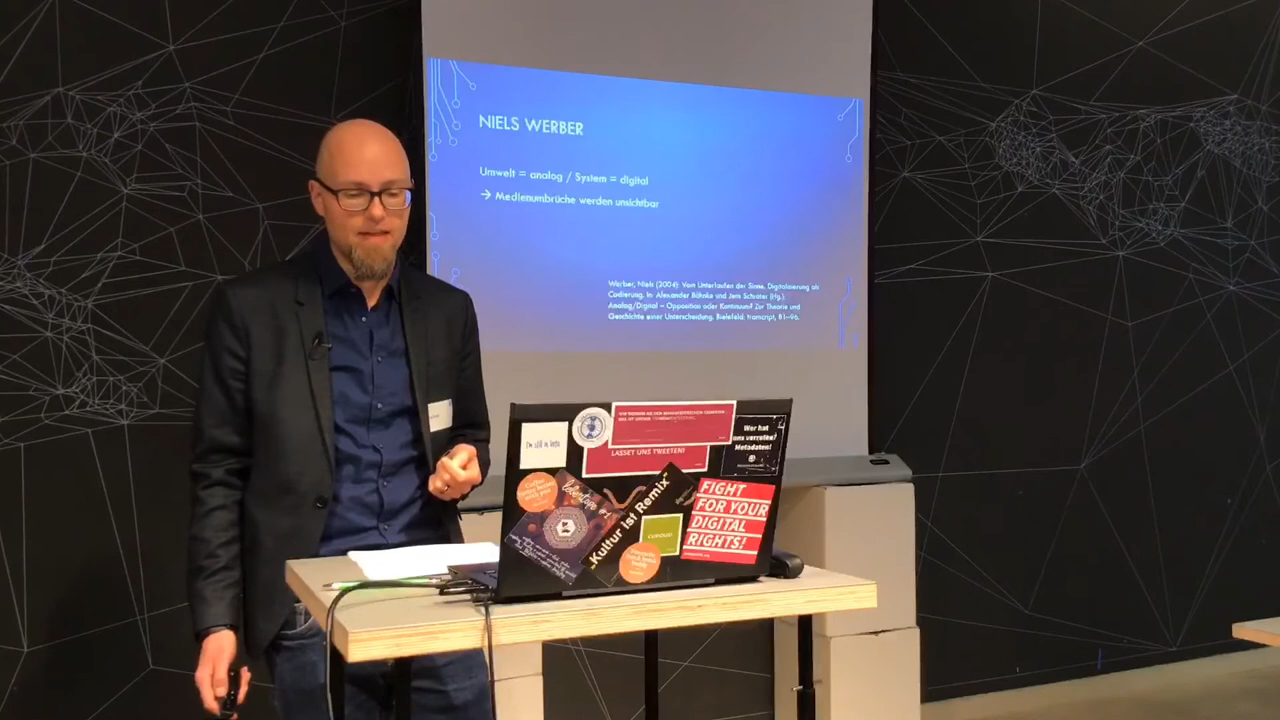 NIELS WERBER
Umwelt = analog / System = digital
→ Medienumbrüche werden unsichtbar
Werber, Niels (2004): Vom Unterlaufen der Sinne. Digitalisierung als
Codierung. In: Alexander Böhnke und Jens Schröter (Hg.):
Analog/Digital – Opposition oder Kontinuum? Zur Theorie und
Geschichte einer Unterscheidung. Bielefeld: transcript, 81–96.
LASSET UNS TWEETEN!
Wer hat
uns verraten?
Metadaten!
I'm still in beta
Kultur ist Remix
FIGHT
FOR YOUR
DIGITAL
RIGHTS!